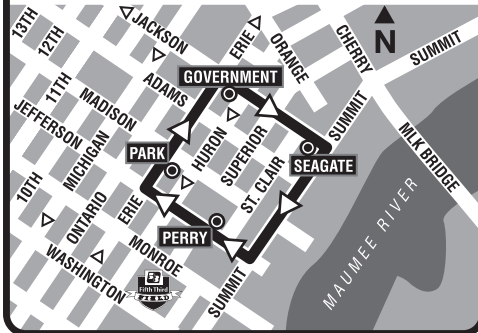 13TH
12TH
11TH
10TH
JACKSON
ADAMS
MADISON
JEFFERSON
MICHIGAN
ONTARIO
ERIE
WASHINGTON
MONROE
ERIE
ORANGE
CHERRY
N
SUMMIT
GOVERNMENT
HURON
SUPERIOR
ST. CLAIR
SUMMIT
SEAGATE
MLK BRIDGE
PARK
PERRY
SUMMIT
MAUMEE RIVER
Fifth Third
FIELD